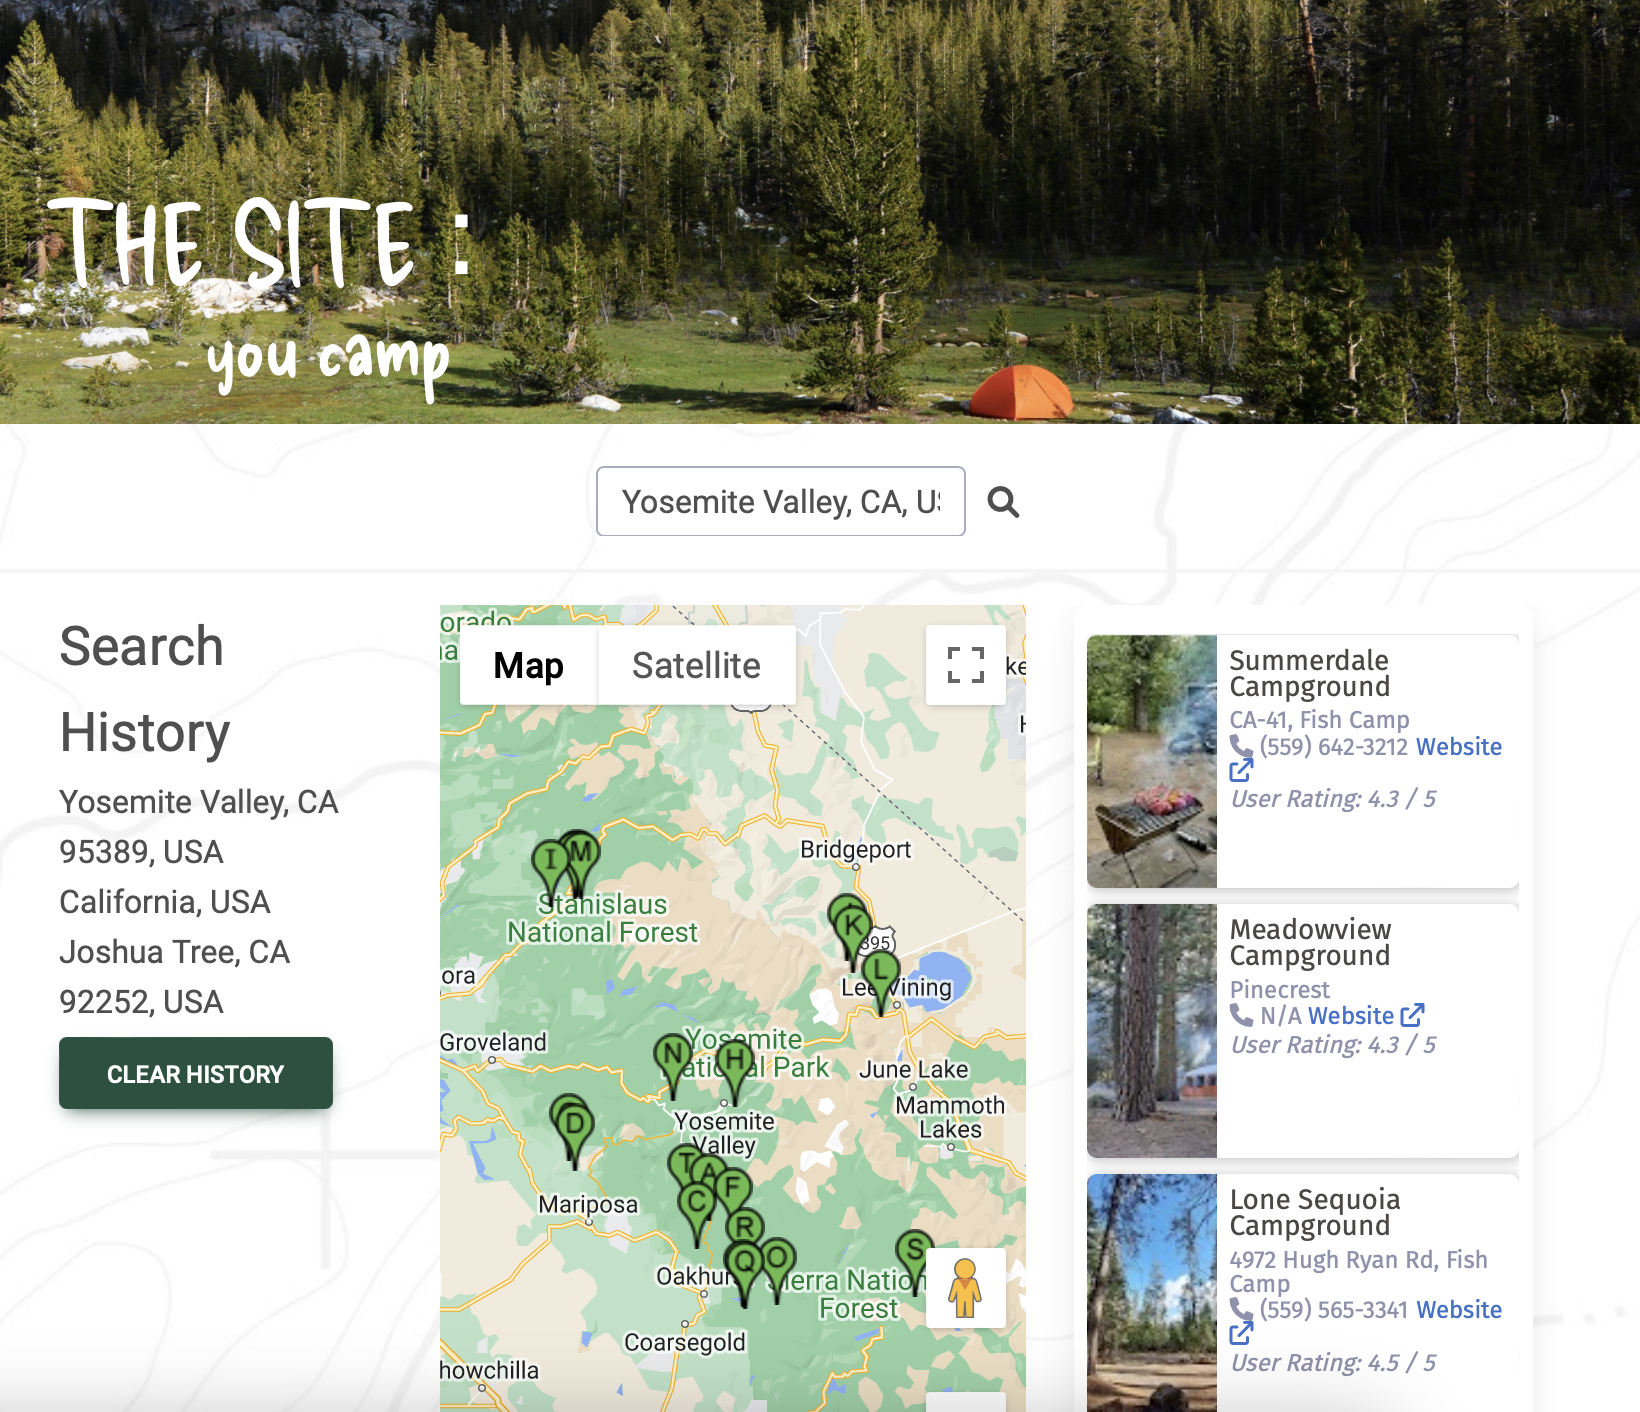 THE SITE :
you camp
Yosemite Valley, CA, US
Search
History
Yosemite Valley, CA
95389, USA
California, USA
Joshua Tree, CA
92252, USA
CLEAR HISTORY
Map
Satellite
Bridgeport
I
M
Stanislaus
National Forest
K
395
L
Lee Vining
ora
Groveland
N
H
Yosemite
National Park
June Lake
Mammoth
Lakes
Yosemite
Valley
D
T
A
F
C
Mariposa
R
Q
O
S
Oakhurst
Sierra National
Forest
Coarsegold
howchilla
Summerdale
Campground
CA-41, Fish Camp
(559) 642-3212 Website
User Rating: 4.3 / 5
Meadowview
Campground
Pinecrest
N/A Website
User Rating: 4.3 / 5
Lone Sequoia
Campground
4972 Hugh Ryan Rd, Fish
Camp
(559) 565-3341 Website
User Rating: 4.5 / 5